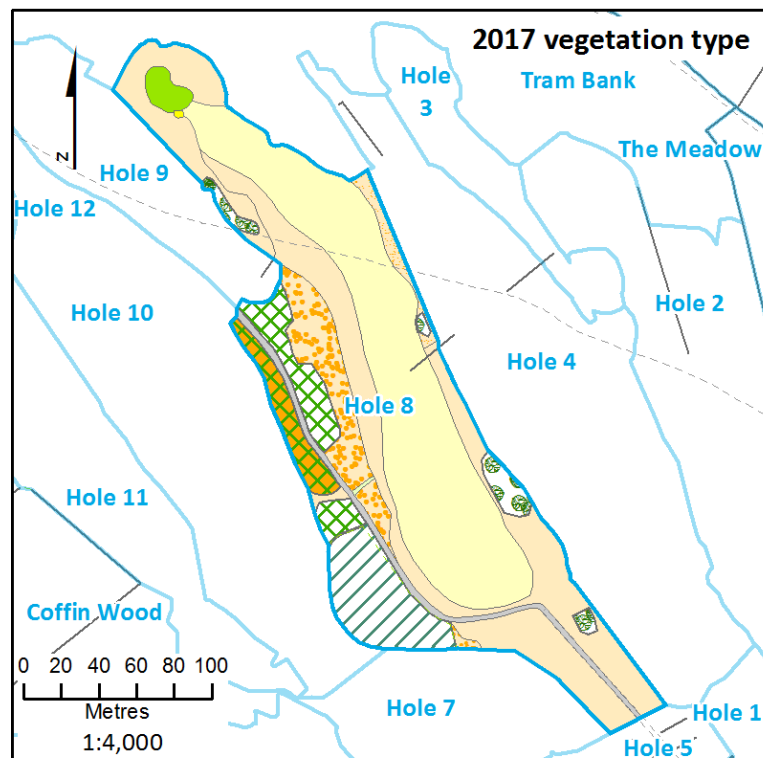 2017 vegetation type
Hole
3
Tram Bank
The Meadow
Hole 9
Hole 12
Hole 10
Hole 2
Hole 4
Hole 8
Hole 11
Coffin Wood
Hole 7
Hole 1
Hole 5
N
0 20 40 60 80 100
Metres
1:4,000